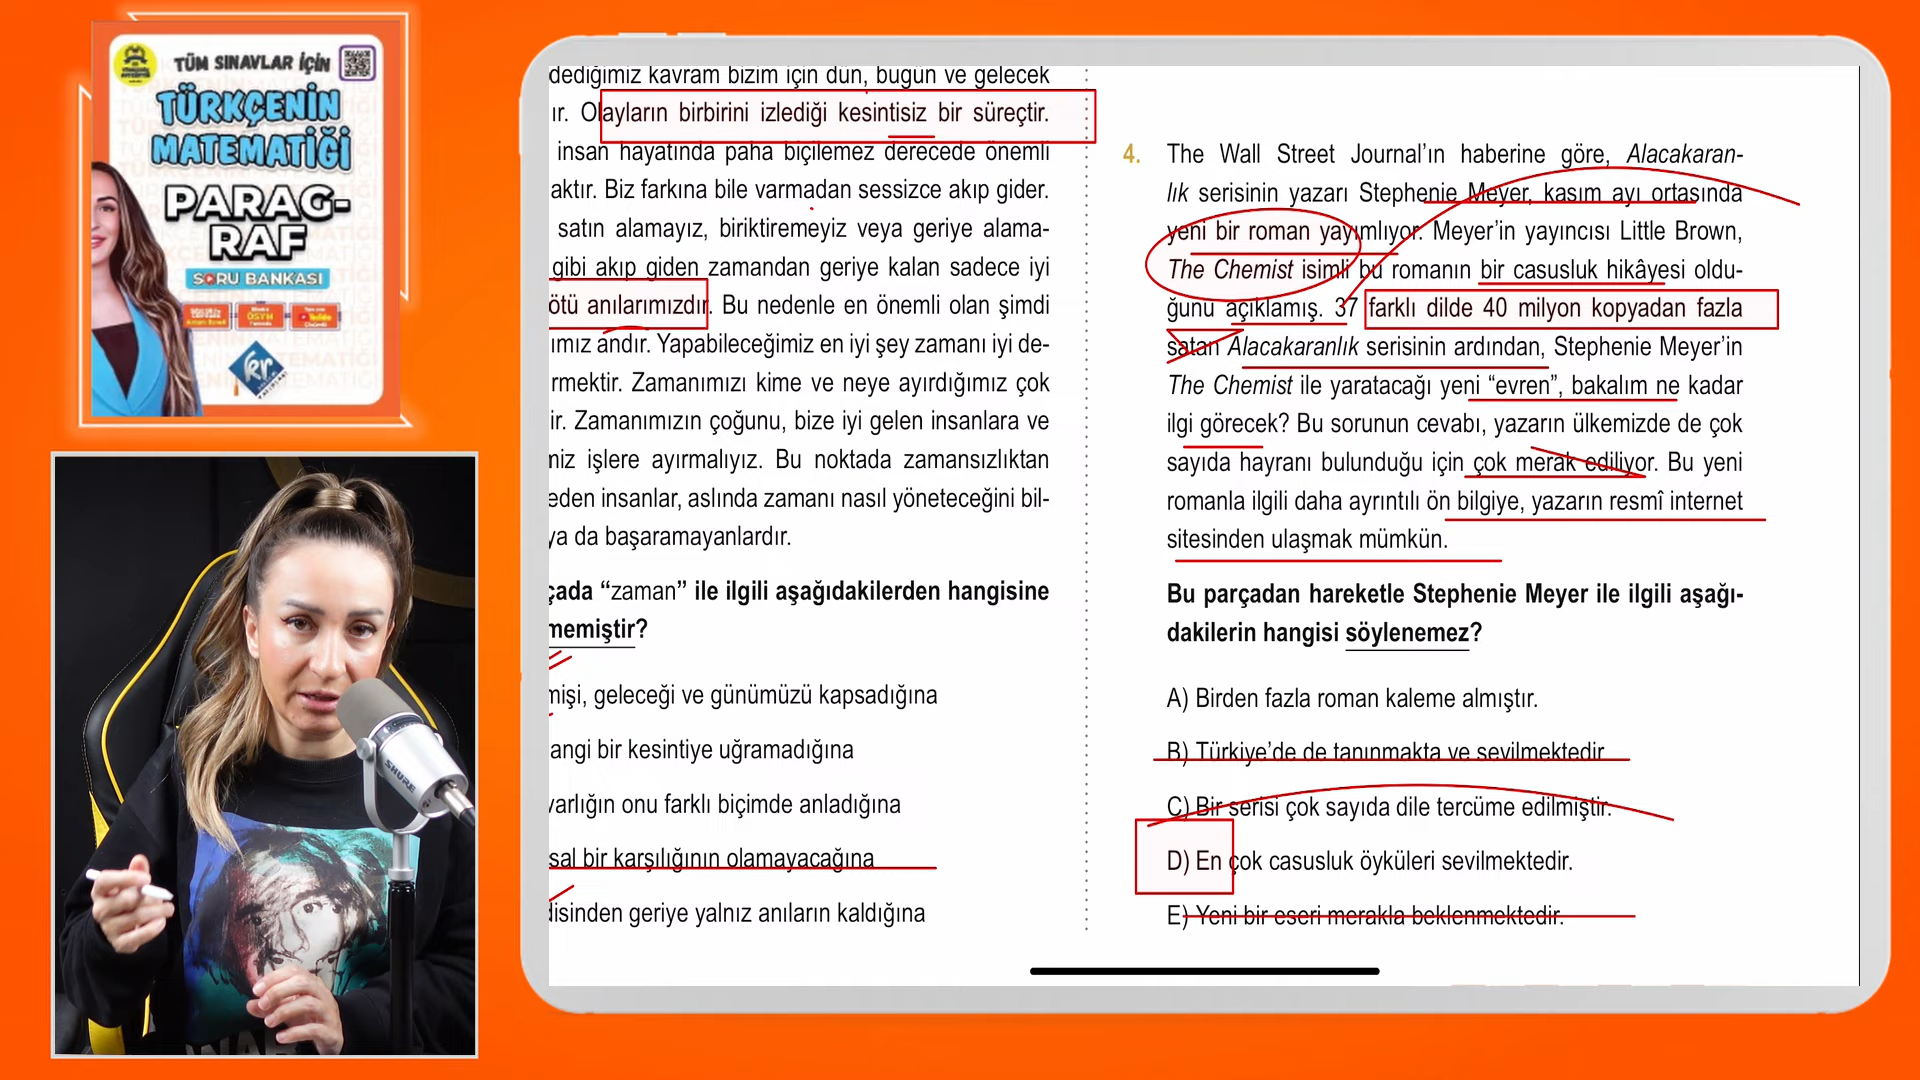 TÜM SINAVLAR İÇİN
TÜRKÇENİN
MATEMATİĞİ
PARAG-
RAF
SORU BANKASI
ÖSYM
kr
SHURE
dediğimiz kavram bizim için dün, bugün ve gelecek
ır. Olayların birbirini izlediği kesintisiz bir süreçtir.
insan hayatında paha biçilemez derecede önemli
aktır. Biz farkına bile varmadan sessizce akıp gider.
satın alamayız, biriktiremeyiz veya geriye alama-
gibi akıp giden zamandan geriye kalan sadece iyi
ötü anılarımızdır. Bu nedenle en önemli olan şimdi
ımız andır. Yapabileceğimiz en iyi şey zamanı iyi de-
rmektir. Zamanımızı kime ve neye ayırdığımız çok
ir. Zamanımızın çoğunu, bize iyi gelen insanlara ve
miz işlere ayırmalıyız. Bu noktada zamansızlıktan
eden insanlar, aslında zamanı nasıl yöneteceğini bil-
ya da başaramayanlardır.
çada “zaman” ile ilgili aşağıdakilerden hangisine
memiştir?
mişi, geleceği ve günümüzü kapsadığına
angi bir kesintiye uğramadığına
varlığın onu farklı biçimde anladığına
sal bir karşılığının olamayacağına
disinden geriye yalnız anıların kaldığına
4. The Wall Street Journal’ın haberine göre, Alacakaran-
lık serisinin yazarı Stephenie Meyer, kasım ayı ortasında
yeni bir roman yayımlıyor. Meyer’in yayıncısı Little Brown,
The Chemist isimli bu romanın bir casusluk hikâyesi oldu-
ğunu açıklamış. 37 farklı dilde 40 milyon kopyadan fazla
satan Alacakaranlık serisinin ardından, Stephenie Meyer’in
The Chemist ile yaratacağı yeni “evren”, bakalım ne kadar
ilgi görecek? Bu sorunun cevabı, yazarın ülkemizde de çok
sayıda hayranı bulunduğu için çok merak ediliyor. Bu yeni
romanla ilgili daha ayrıntılı ön bilgiye, yazarın resmî internet
sitesinden ulaşmak mümkün.
Bu parçadan hareketle Stephenie Meyer ile ilgili aşağı-
dakilerin hangisi söylenemez?
A) Birden fazla roman kaleme almıştır.
B) Türkiye’de de tanınmakta ve sevilmektedir
C) Bir serisi çok sayıda dile tercüme edilmiştir.
D) En çok casusluk öyküleri sevilmektedir.
E) Yeni bir eseri merakla beklenmektedir.